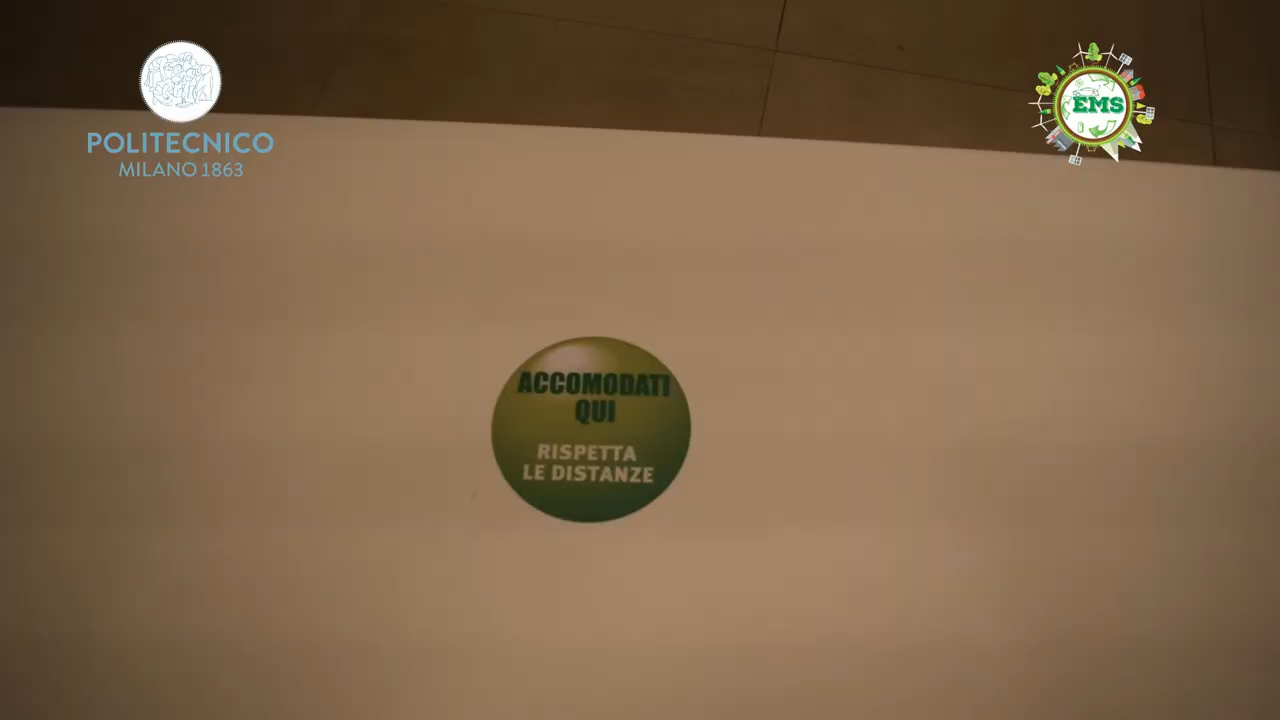 POLITECNICO
MILANO 1863
EMS
ACCOMODATI
QUI
RISPETTA
LE DISTANZE